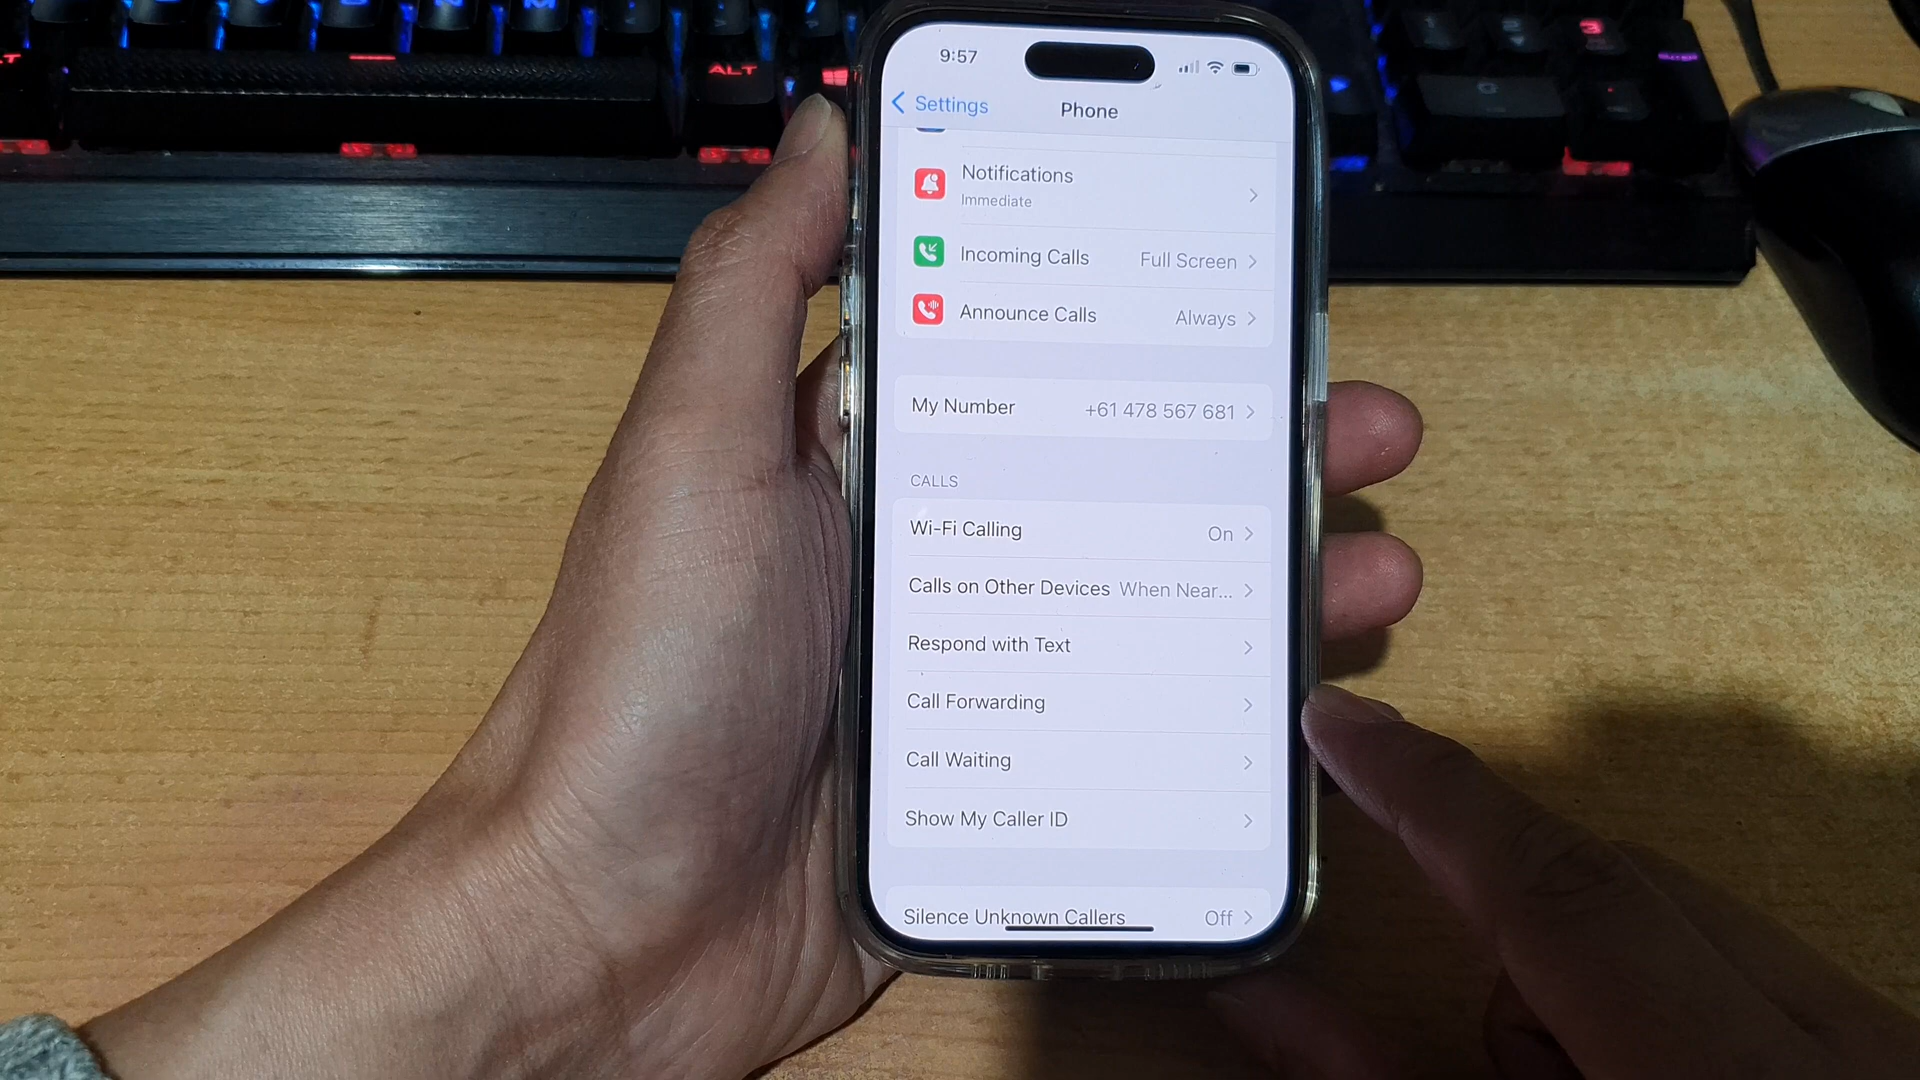 ALT
3
9:57
Settings
Phone
Notifications
Immediate
Incoming Calls Full Screen
Announce Calls Always
My Number +61 478 567 681
CALLS
Wi-Fi Calling On
Calls on Other Devices When Near...
Respond with Text
Call Forwarding
Call Waiting
Show My Caller ID
Silence Unknown Callers Off